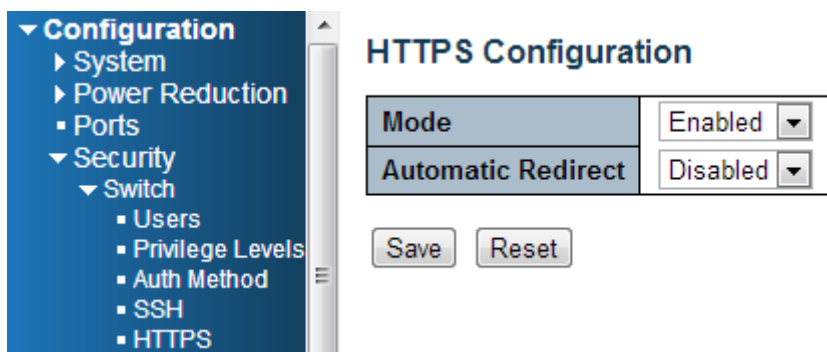 Configuration
System
Power Reduction
Ports
Security
Switch
Users
Privilege Levels
Auth Method
SSH
HTTPS
HTTPS Configuration
Mode Enabled
Automatic Redirect Disabled
Save Reset